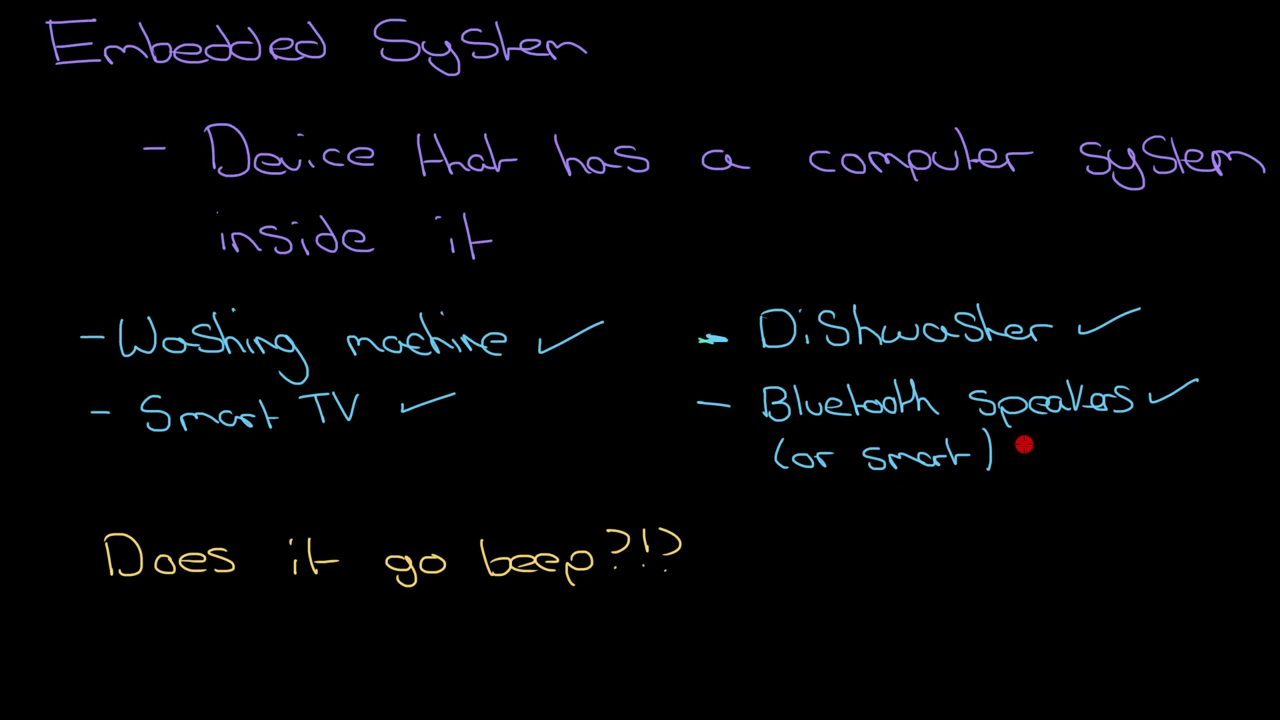 Embedded System
- Device that has a computer system
inside it
- Washing machine ✓
- Smart TV ✓
- Dishwasher ✓
- Bluetooth speakers ✓
(or smart)
Does it go beep?!?